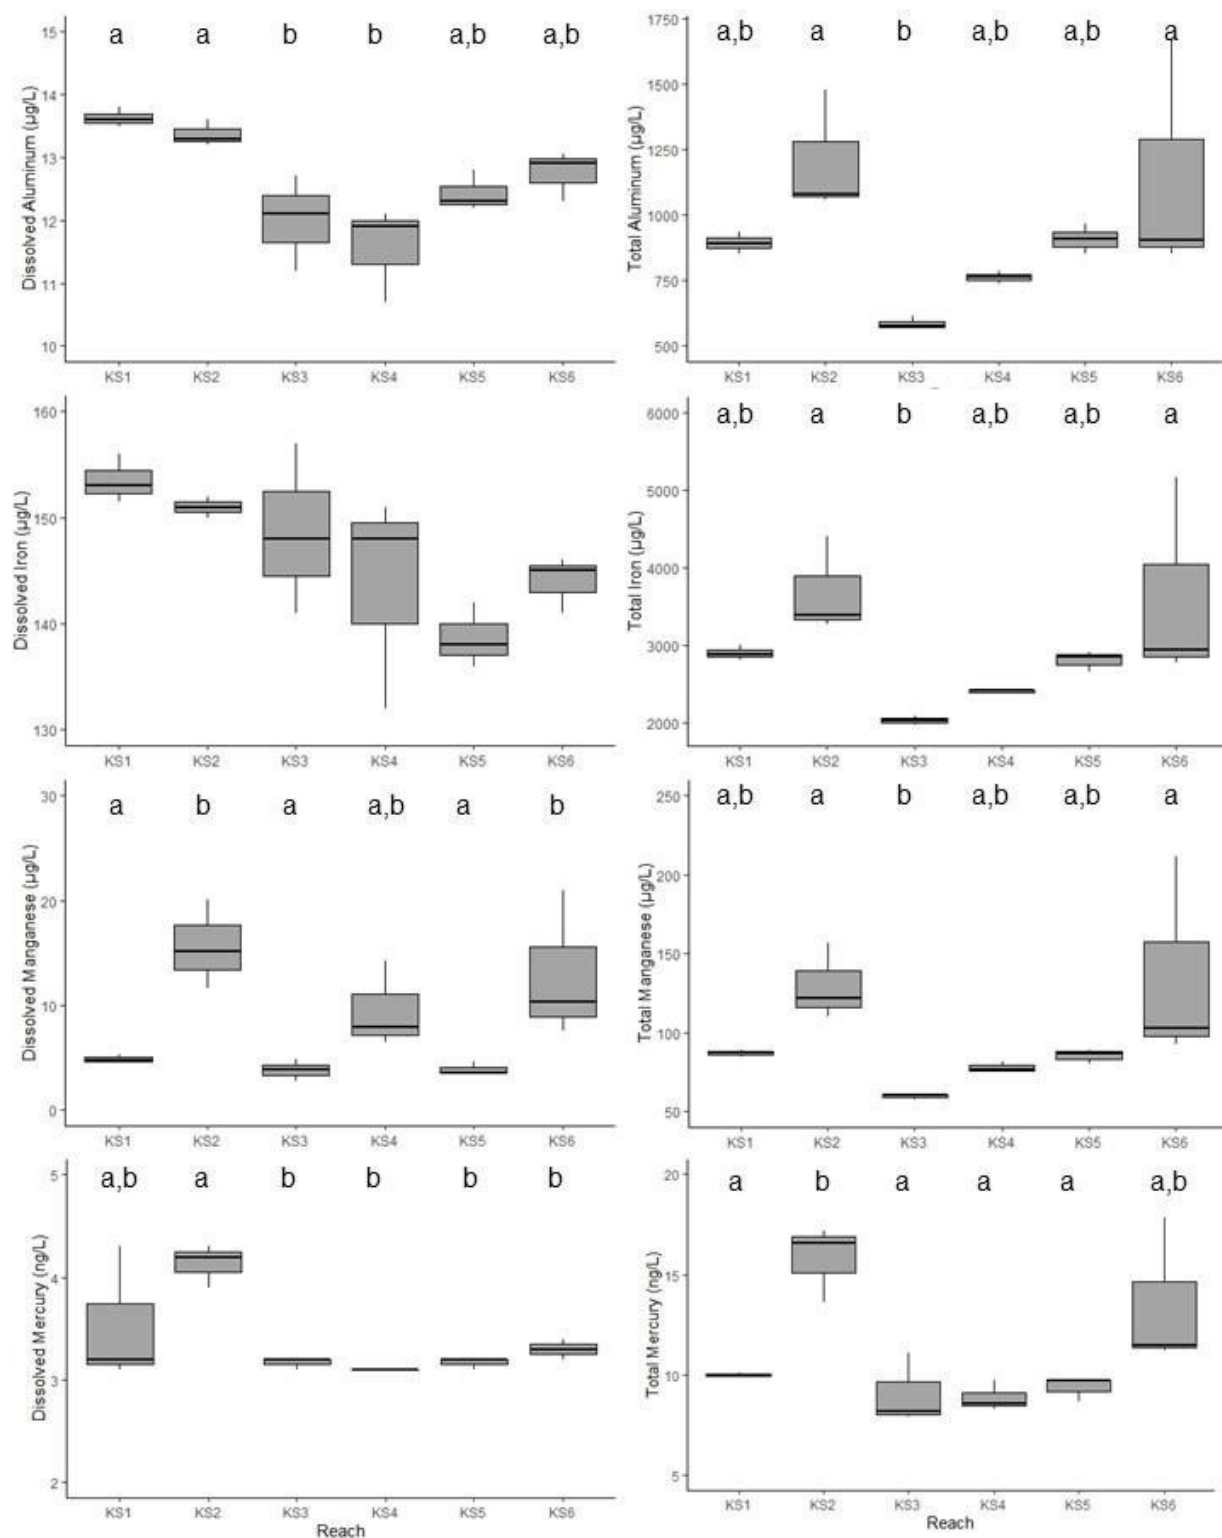 a a b b a,b a,b
Dissolved Aluminum (µg/L)
15
14
13
12
11
10
KS1 KS2 KS3 KS4 KS5 KS6
a,b a b a,b a,b a
Total Aluminum (µg/L)
1750
1500
1250
1000
750
500
KS1 KS2 KS3 KS4 KS5 KS6
Dissolved Iron (µg/L)
160
150
140
130
KS1 KS2 KS3 KS4 KS5 KS6
a,b a b a,b a,b a
Total Iron (µg/L)
6000
5000
4000
3000
2000
KS1 KS2 KS3 KS4 KS5 KS6
a b a a,b a b
Dissolved Manganese (µg/L)
30
20
10
0
KS1 KS2 KS3 KS4 KS5 KS6
a,b a b a,b a,b a
Total Manganese (µg/L)
250
200
150
100
50
KS1 KS2 KS3 KS4 KS5 KS6
a,b a b b b b
Dissolved Mercury (ng/L)
5
4
3
2
KS1 KS2 KS3 KS4 KS5 KS6
Reach
a b a a a a,b
Total Mercury (ng/L)
20
15
10
5
KS1 KS2 KS3 KS4 KS5 KS6
Reach